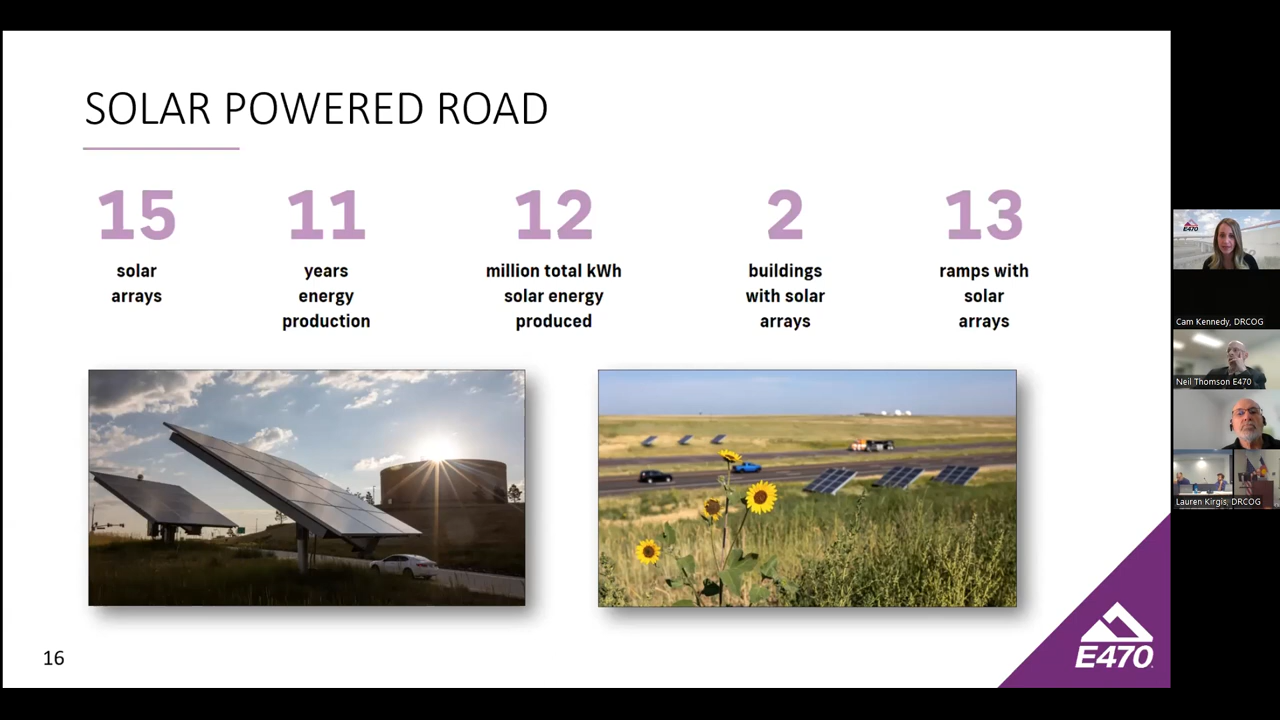 SOLAR POWERED ROAD
15
solar
arrays
11
years
energy
production
12
million total kWh
solar energy
produced
2
buildings
with solar
arrays
13
ramps with
solar
arrays
16
E470
E470
Cam Kennedy, DRCOG
Neil Thomson E470
Lauren Kirgis, DRCOG